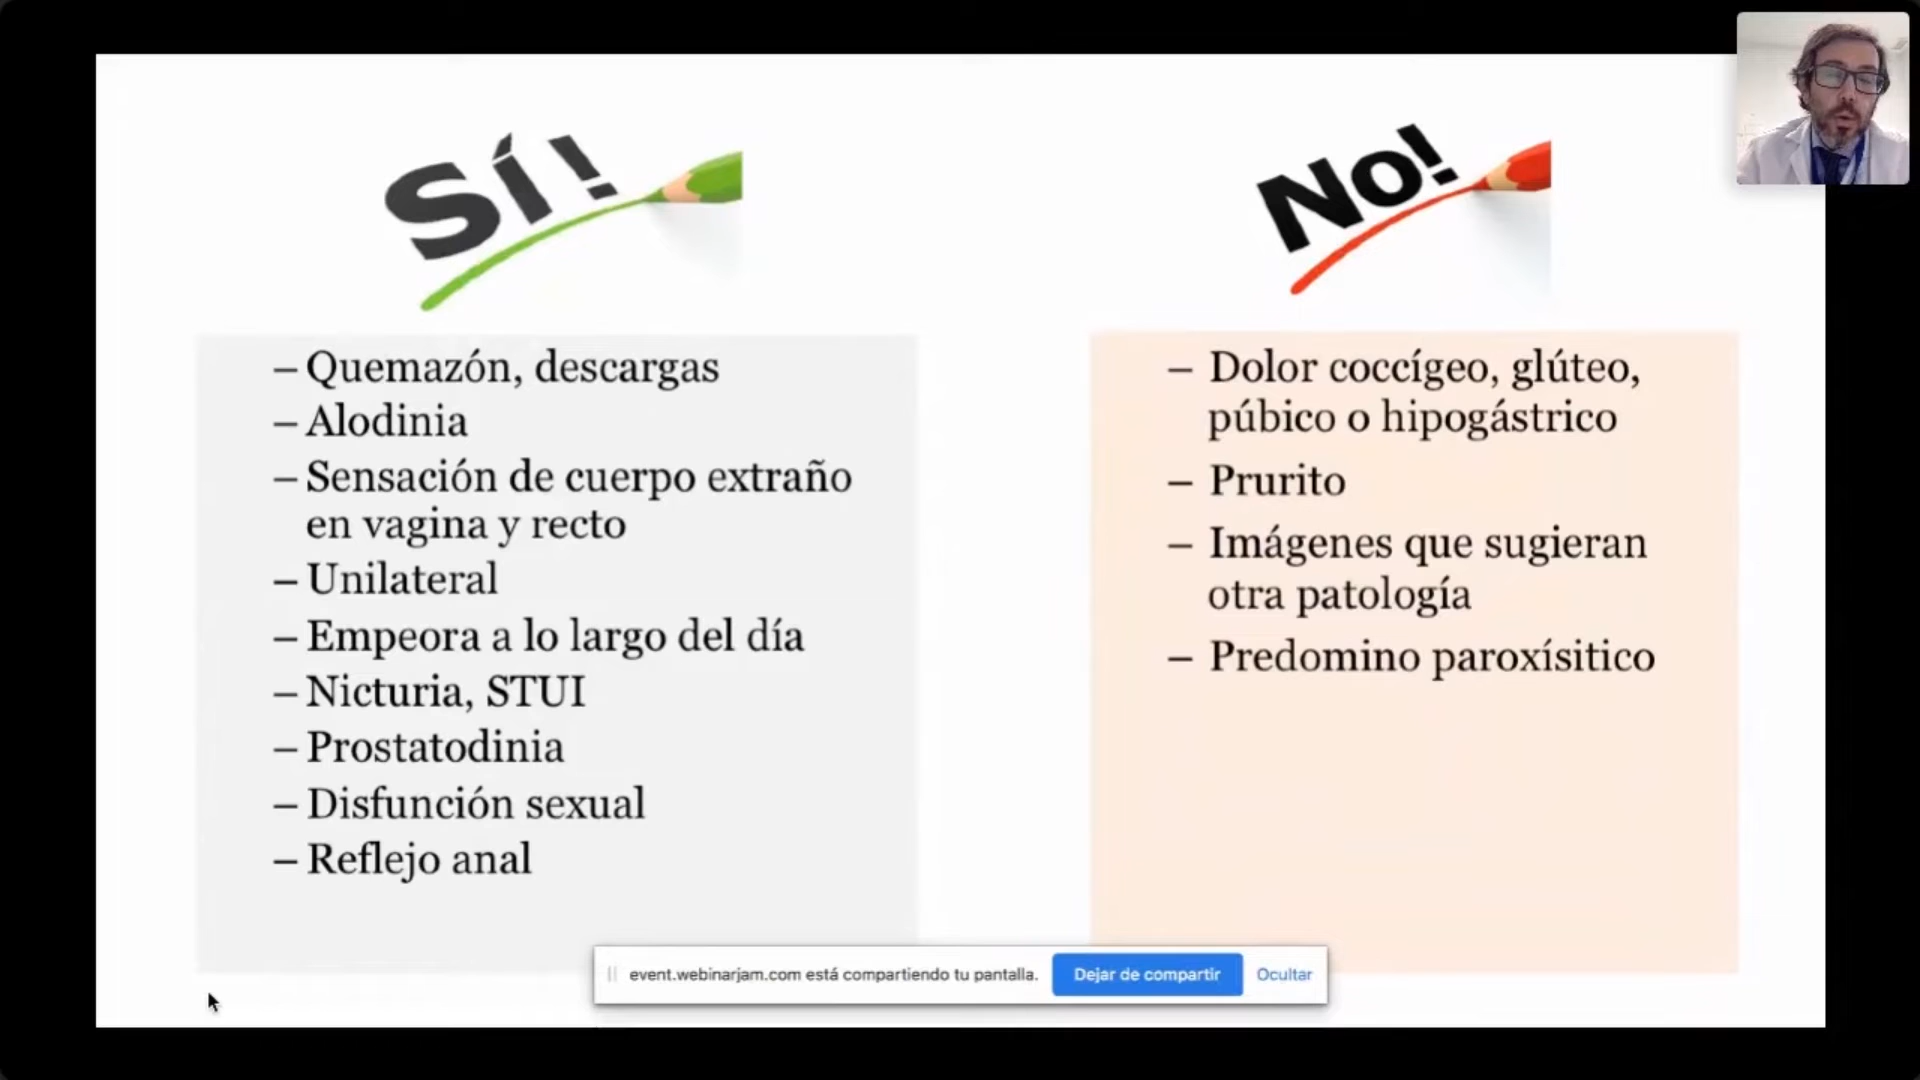 SÍ!
– Quemazón, descargas
– Alodinia
– Sensación de cuerpo extraño
en vagina y recto
– Unilateral
– Empeora a lo largo del día
– Nicturia, STUI
– Prostatodinia
– Disfunción sexual
– Reflejo anal
No!
– Dolor coccígeo, glúteo,
púbico o hipogástrico
– Prurito
– Imágenes que sugieran
otra patología
– Predomino paroxísitico
event.webinarjam.com está compartiendo tu pantalla.
Dejar de compartir
Ocultar